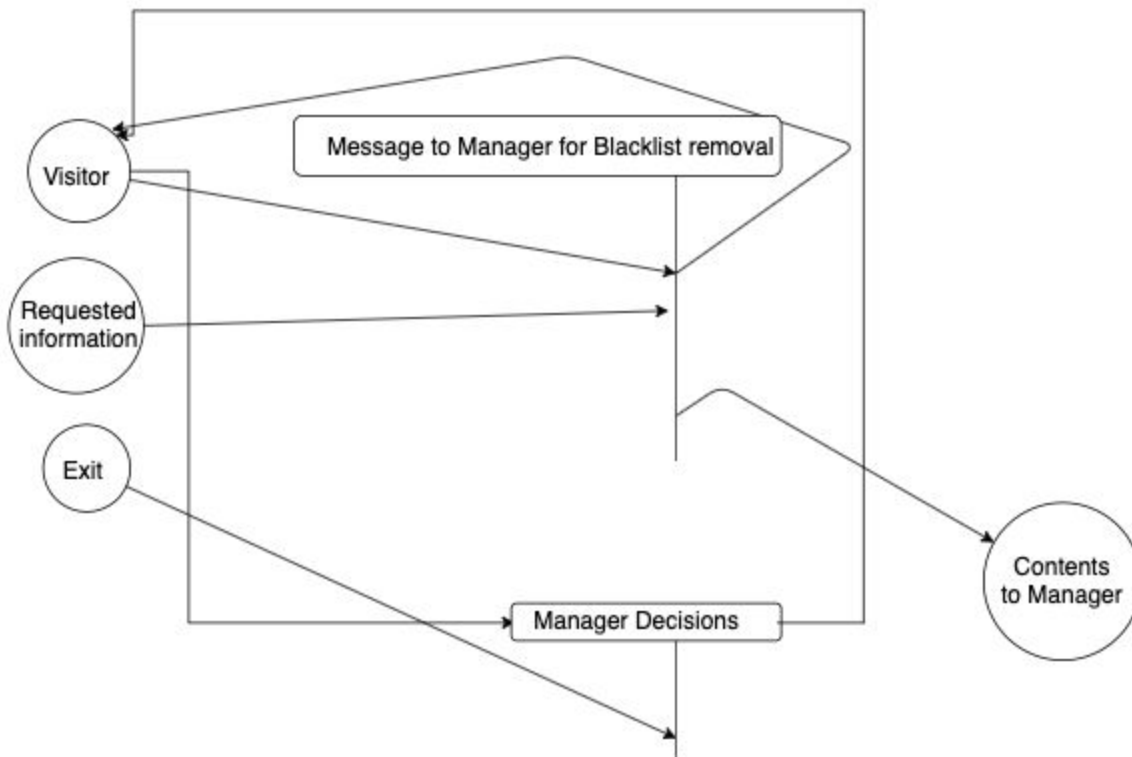 Message to Manager for Blacklist removal
Visitor
Requested
information
Exit
Contents
to Manager
Manager Decisions